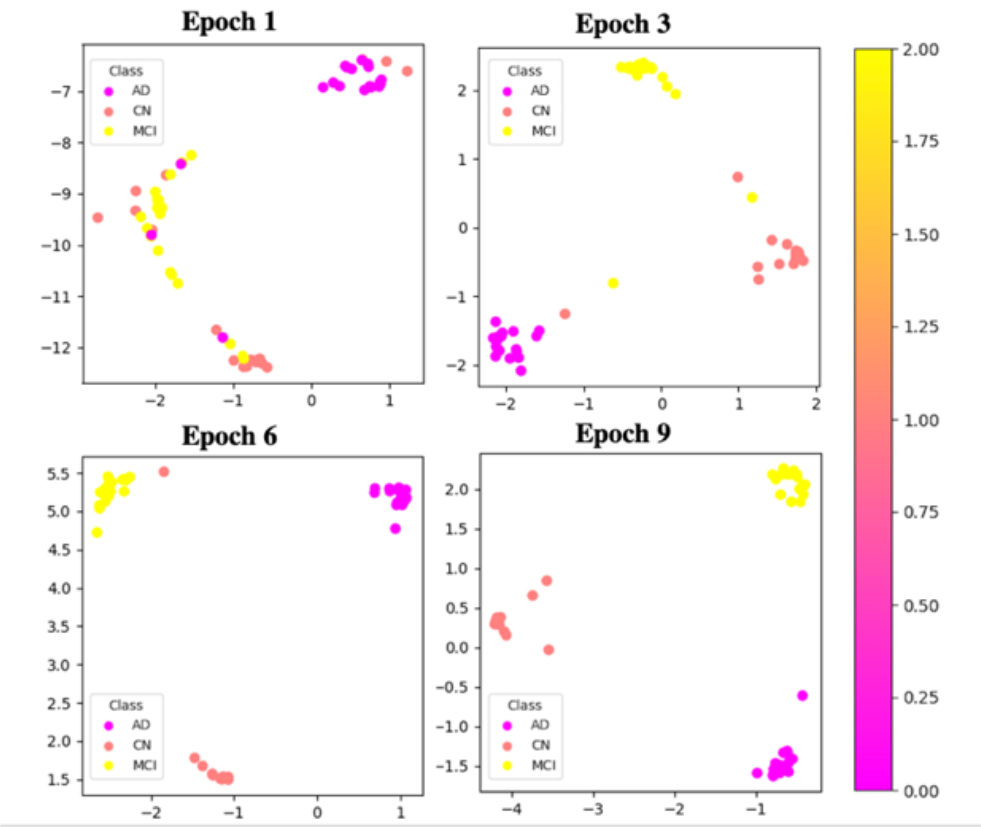 Epoch 1
Epoch 3
Class
AD
CN
MCI
−7
−8
−9
−10
−11
−12
−2
−1
0
1
Class
AD
CN
MCI
2
1
0
−1
−2
−2
−1
0
1
2
Epoch 6
Epoch 9
5.5
5.0
4.5
4.0
3.5
3.0
2.5
2.0
1.5
Class
AD
CN
MCI
−2
−1
0
1
2.0
1.5
1.0
0.5
0.0
−0.5
−1.0
−1.5
Class
AD
CN
MCI
−4
−3
−2
−1
2.00
1.75
1.50
1.25
1.00
0.75
0.50
0.25
0.00